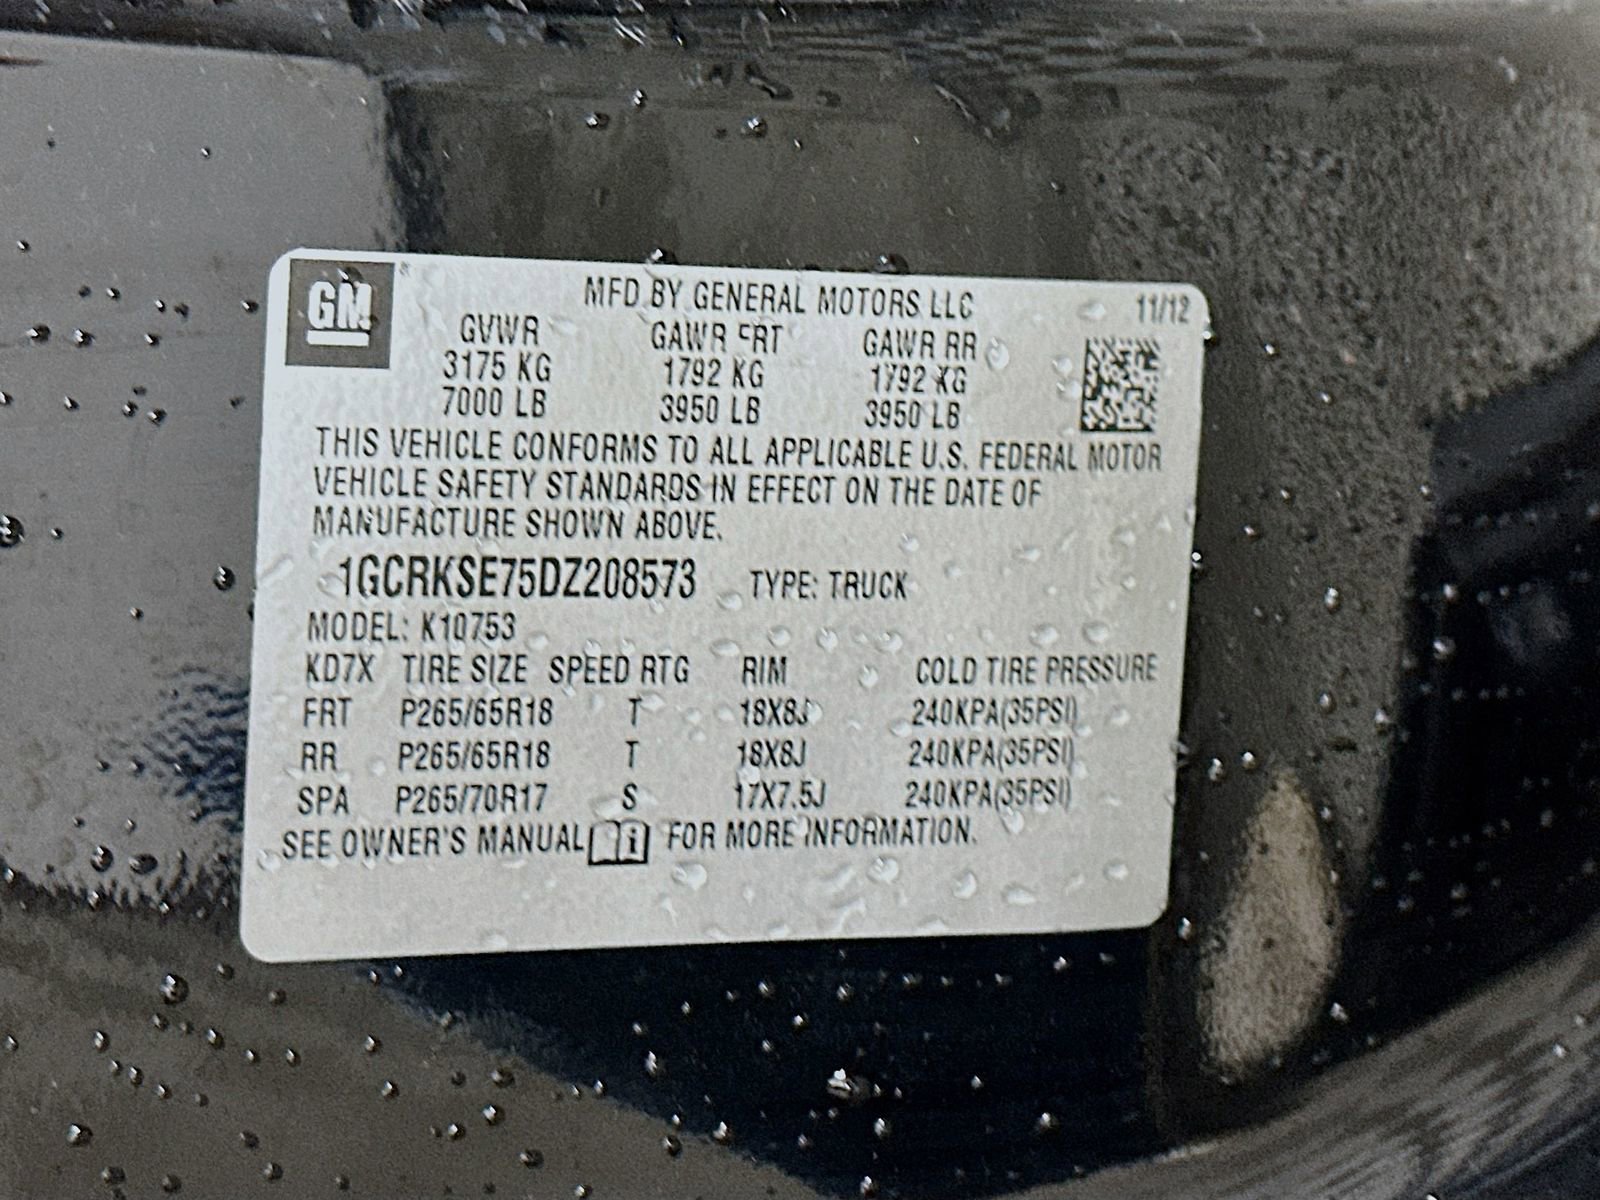 GM
MFD BY GENERAL MOTORS LLC 11/12
GVWR GAWR FRT GAWR RR
3175 KG 1792 KG 1792 KG
7000 LB 3950 LB 3950 LB
THIS VEHICLE CONFORMS TO ALL APPLICABLE U.S. FEDERAL MOTOR
VEHICLE SAFETY STANDARDS IN EFFECT ON THE DATE OF
MANUFACTURE SHOWN ABOVE.
1GCRKSE75DZ208573 TYPE: TRUCK
MODEL: K10753
KD7X TIRE SIZE SPEED RTG RIM COLD TIRE PRESSURE
FRT P265/65R18 T 18X8J 240KPA(35PSI)
RR P265/65R18 T 18X8J 240KPA(35PSI)
SPA P265/70R17 S 17X7.5J 240KPA(35PSI)
SEE OWNER'S MANUAL i FOR MORE INFORMATION.